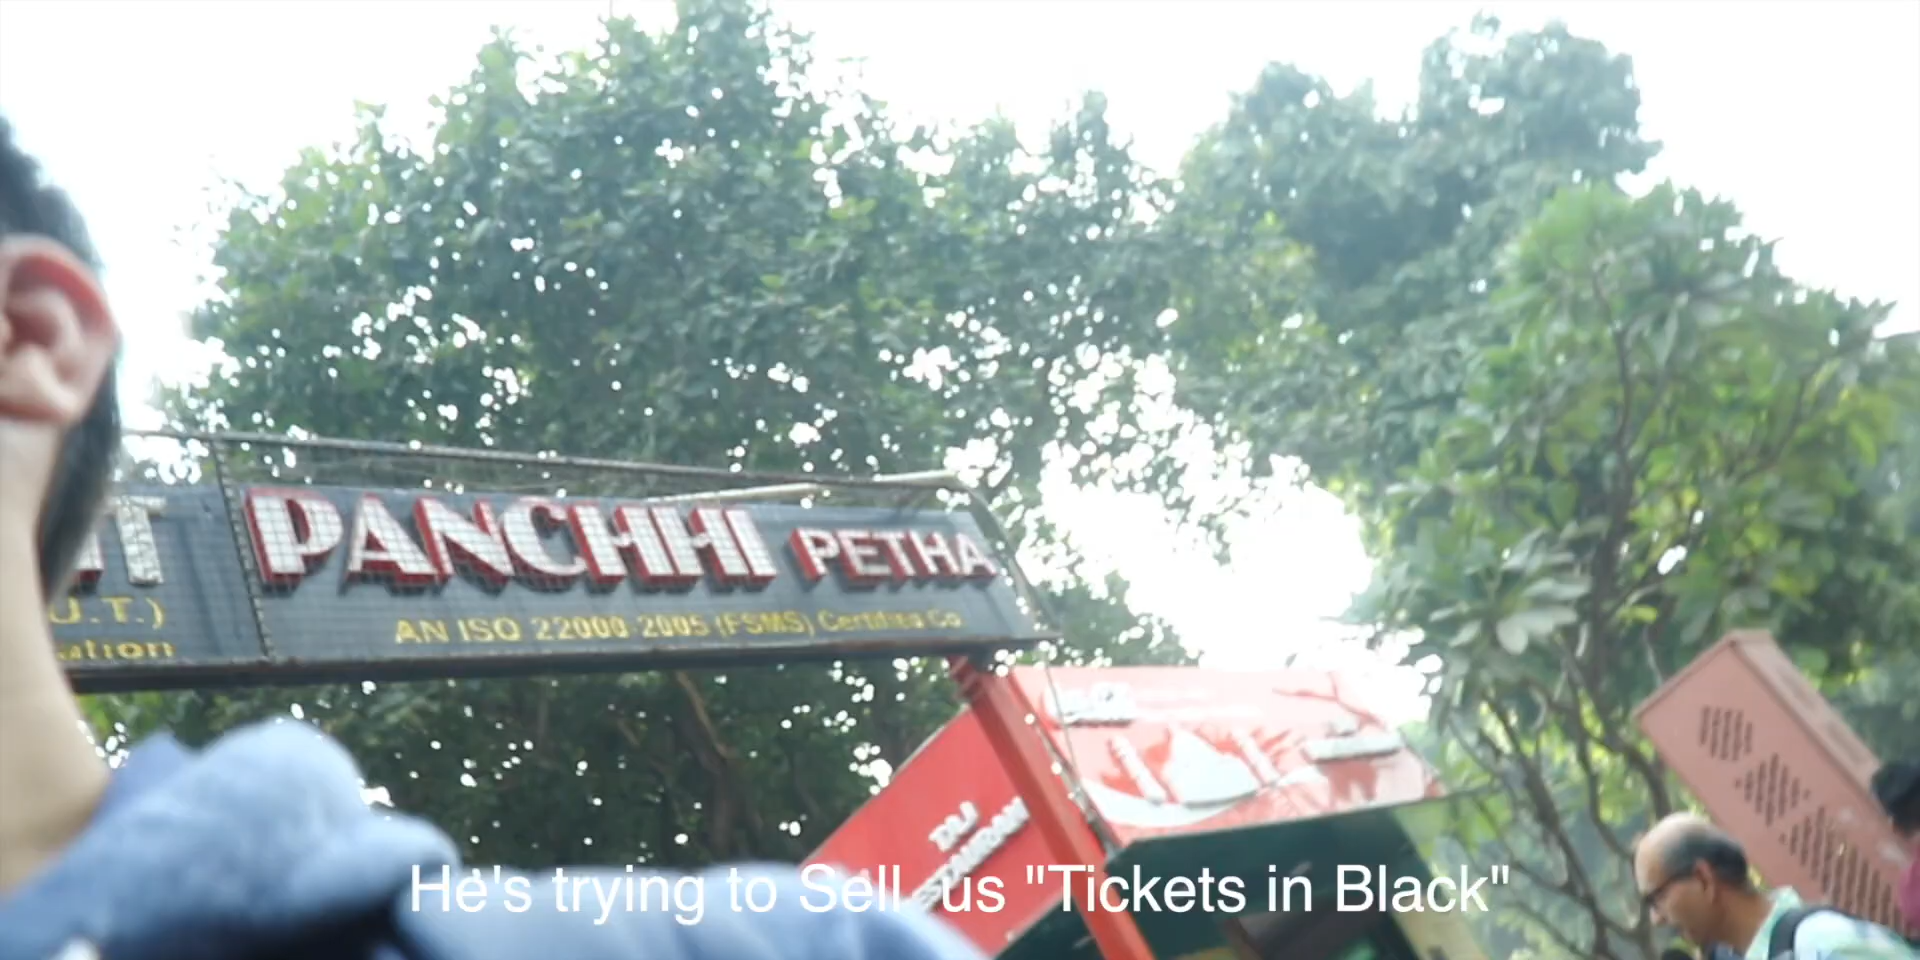 PANCHHI PETHA
U.T.)
AN ISO 22000-2005 (FSMS) Certified Co
He's trying to Sell us "Tickets in Black"